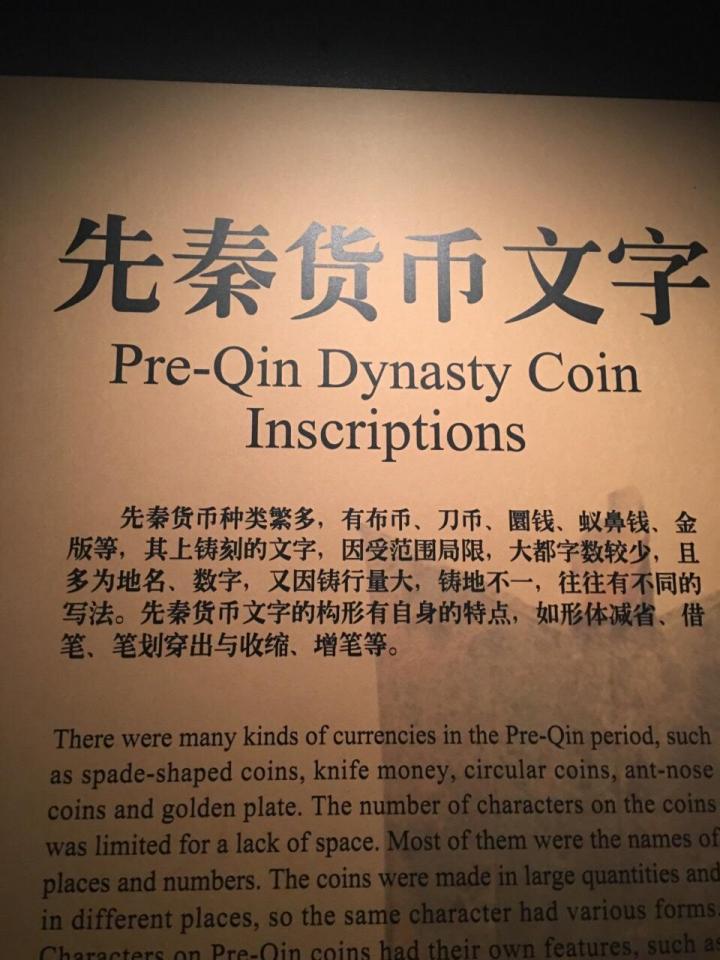 先秦货币文字
Pre-Qin Dynasty Coin
Inscriptions
先秦货币种类繁多，有布币、刀币、圜钱、蚁鼻钱、金
版等，其上铸刻的文字，因受范围局限，大都字数较少，且
多为地名、数字，又因铸行量大，铸地不一，往往有不同的
写法。先秦货币文字的构形有自身的特点，如形体减省、借
笔、笔划穿出与收缩、增笔等。
There were many kinds of currencies in the Pre-Qin period, such
as spade-shaped coins, knife money, circular coins, ant-nose
coins and golden plate. The number of characters on the coins
was limited for a lack of space. Most of them were the names of
places and numbers. The coins were made in large quantities and
in different places, so the same character had various forms.
Characters on Pre-Qin coins had their own features, such as